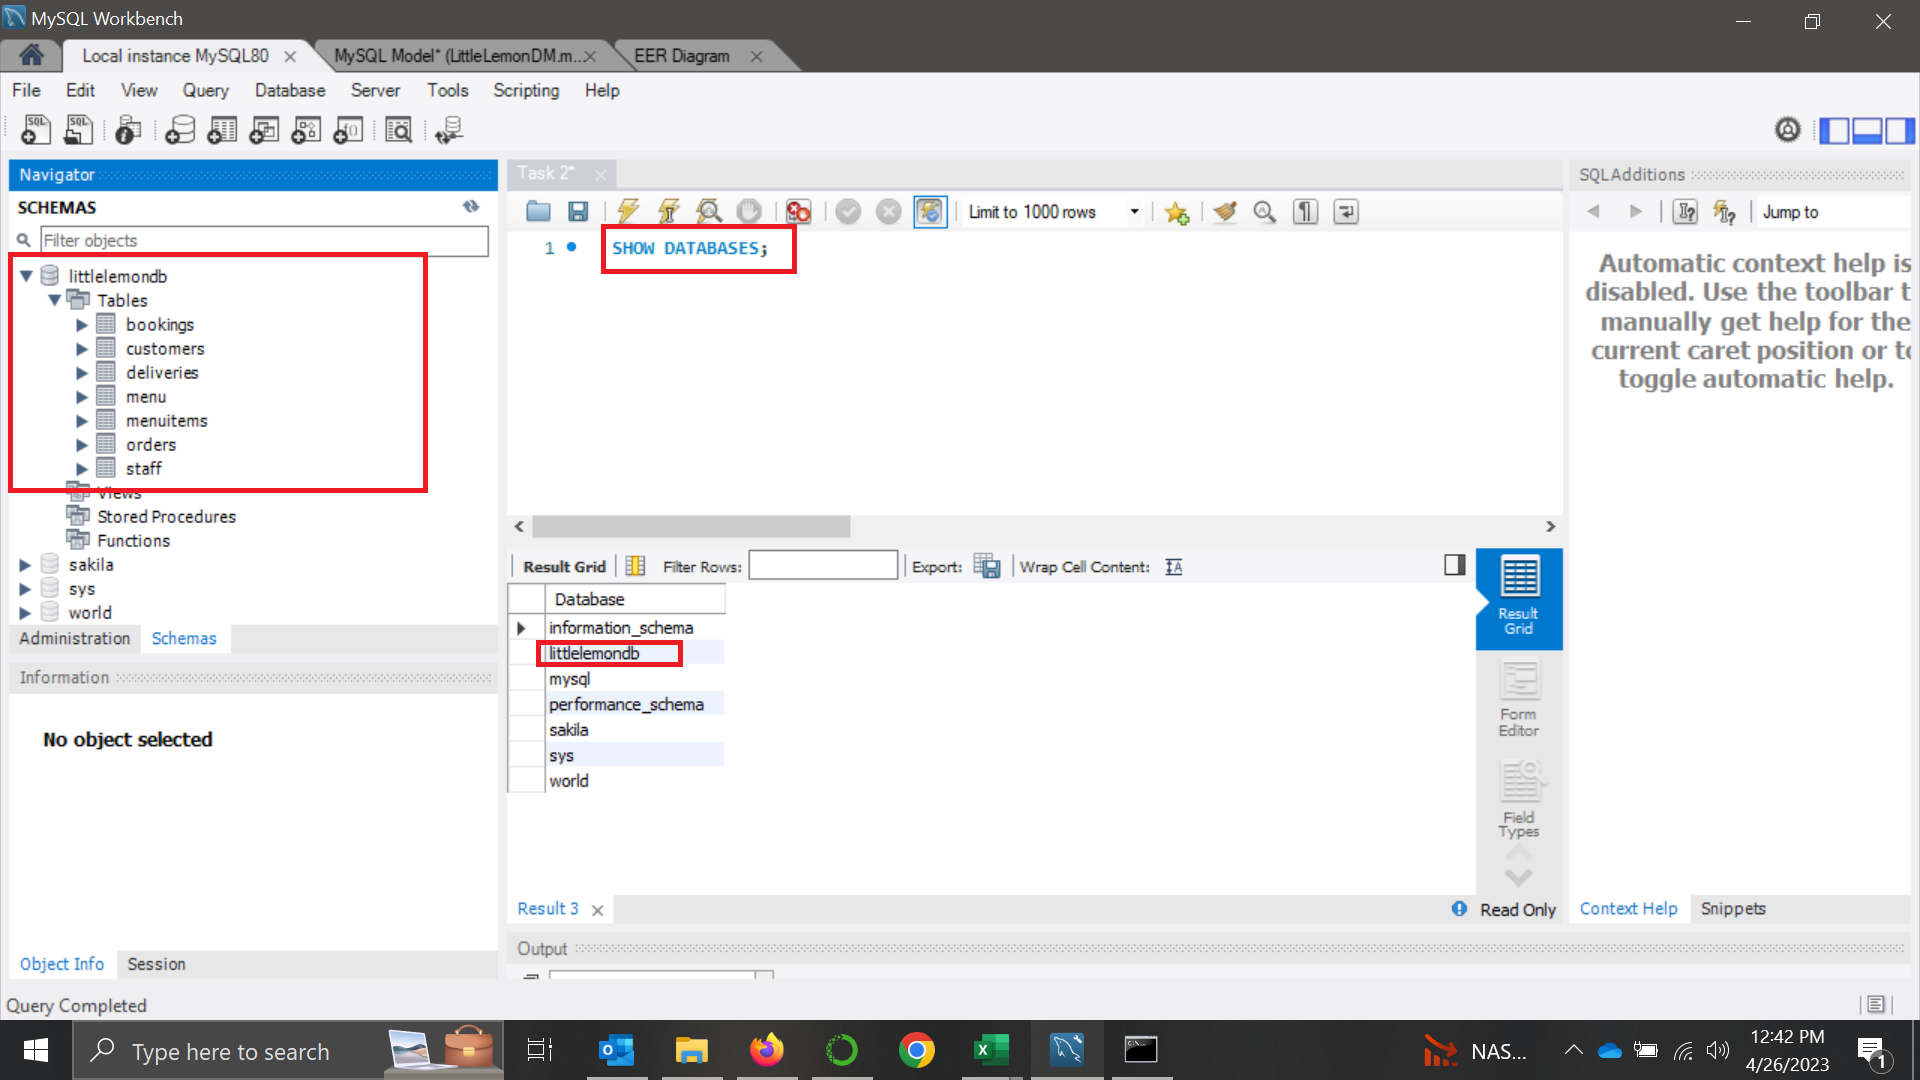 MySQL Workbench
Local instance MySQL80
MySQL Model* (LittleLemonDM.m...
EER Diagram
File Edit View Query Database Server Tools Scripting Help
Navigator
SCHEMAS
Filter objects
littlelemondb
Tables
bookings
customers
deliveries
menu
menuitems
orders
staff
Views
Stored Procedures
Functions
sakila
sys
world
Administration Schemas
Information
No object selected
Object Info Session
Task 2*
Limit to 1000 rows
1 SHOW DATABASES;
Result Grid Filter Rows: Export: Wrap Cell Content:
Database
information_schema
littlelemondb
mysql
performance_schema
sakila
sys
world
Result
Grid
Form
Editor
Field
Types
Result 3
Read Only
Output
SQLAdditions
Jump to
Automatic context help is
disabled. Use the toolbar t
manually get help for the
current caret position or to
toggle automatic help.
Context Help Snippets
Query Completed
Type here to search
NAS...
12:42 PM
4/26/2023
1